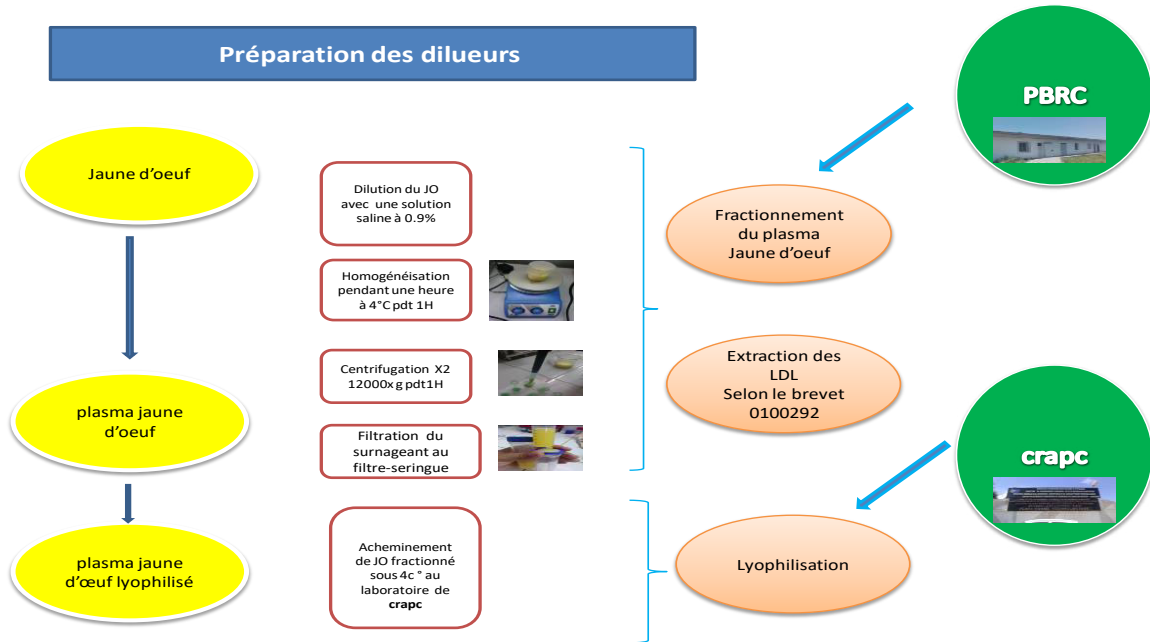 Préparation des dilueurs
PBRC
Jaune d'oeuf
Dilution du JO
avec une solution
saline à 0.9%
Fractionnement
du plasma
Jaune d'oeuf
Homogénéisation
pendant une heure
à 4°C pdt 1H
Centrifugation X2
12000x g pdt1H
Extraction des
LDL
Selon le brevet
0100292
plasma jaune
d'oeuf
Filtration du
surnageant au
filtre-seringue
crapc
plasma jaune
d'œuf lyophilisé
Acheminement
de JO fractionné
sous 4c ° au
laboratoire de
crapc
Lyophilisation